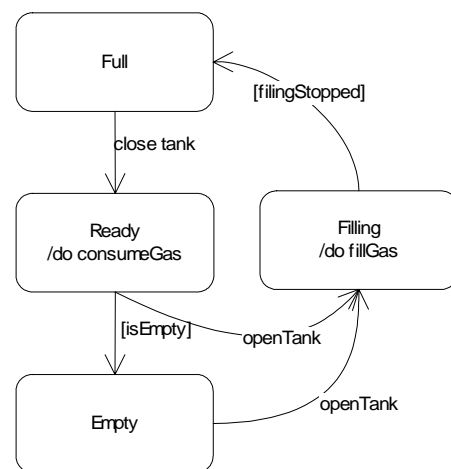 Full
[filingStopped]
close tank
Ready
/do consumeGas
Filling
/do fillGas
[isEmpty]
openTank
openTank
Empty